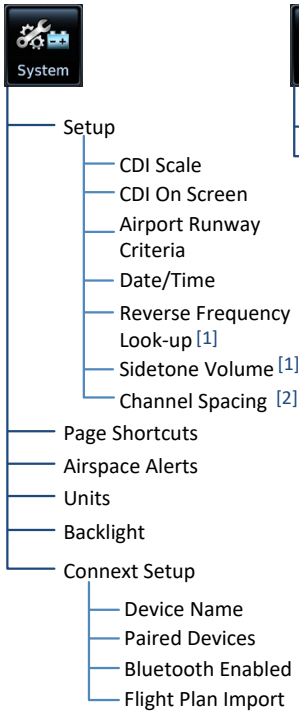 System
Setup
CDI Scale
CDI On Screen
Airport Runway
Criteria
Date/Time
Reverse Frequency
Look-up [1]
Sidetone Volume [1]
Channel Spacing [2]
Page Shortcuts
Airspace Alerts
Units
Backlight
Connext Setup
Device Name
Paired Devices
Bluetooth Enabled
Flight Plan Import